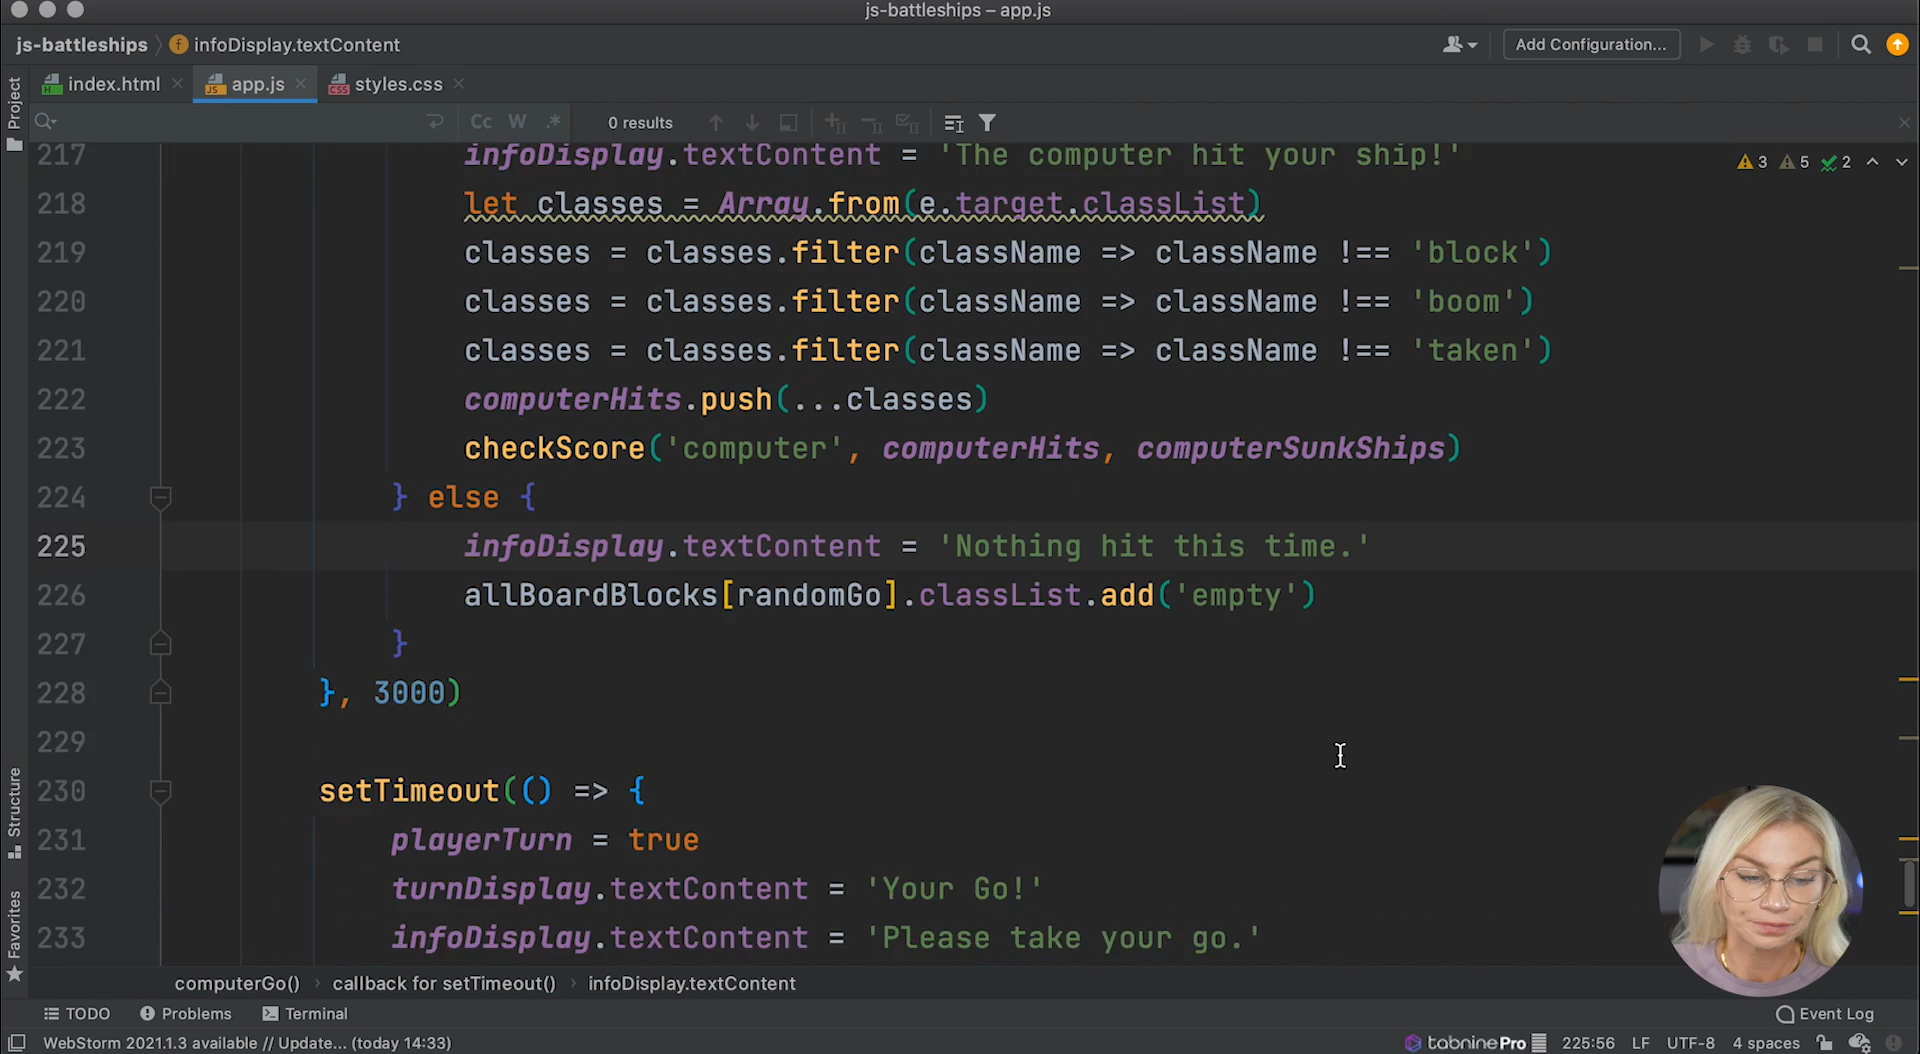 js-battleships – app.js
js-battleships infoDisplay.textContent
Add Configuration...
index.html app.js styles.css
Project
Cc W .* 0 results
3 5 2
217 infoDisplay.textContent = 'The computer hit your ship!'
218 let classes = Array.from(e.target.classList)
219 classes = classes.filter(className => className !== 'block')
220 classes = classes.filter(className => className !== 'boom')
221 classes = classes.filter(className => className !== 'taken')
222 computerHits.push(...classes)
223 checkScore('computer', computerHits, computerSunkShips)
224 } else {
225 infoDisplay.textContent = 'Nothing hit this time.'
226 allBoardBlocks[randomGo].classList.add('empty')
227 }
228 }, 3000)
229
230 setTimeout(() => {
231 playerTurn = true
232 turnDisplay.textContent = 'Your Go!'
233 infoDisplay.textContent = 'Please take your go.'
Structure
Favorites
computerGo() callback for setTimeout() infoDisplay.textContent
TODO Problems Terminal Event Log
WebStorm 2021.1.3 available // Update... (today 14:33) tabnine Pro 225:56 LF UTF-8 4 spaces